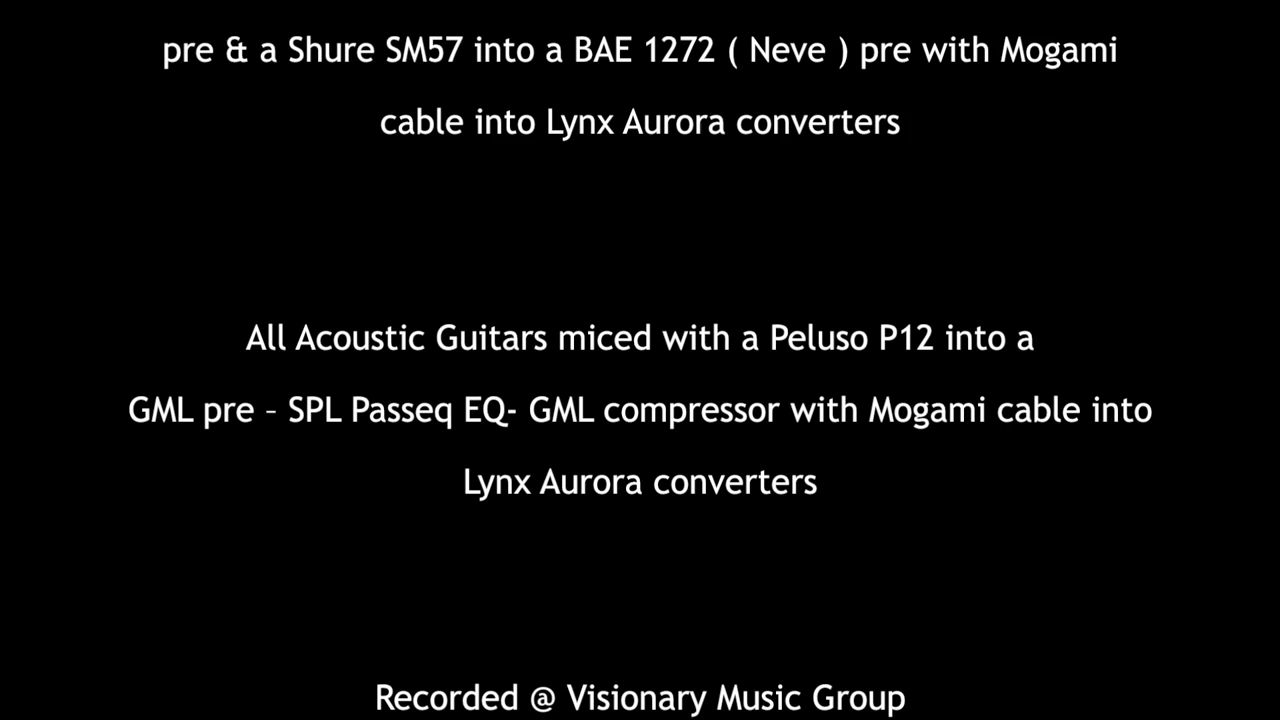 pre & a Shure SM57 into a BAE 1272 ( Neve ) pre with Mogami
cable into Lynx Aurora converters
All Acoustic Guitars miced with a Peluso P12 into a
GML pre – SPL Passeq EQ- GML compressor with Mogami cable into
Lynx Aurora converters
Recorded @ Visionary Music Group